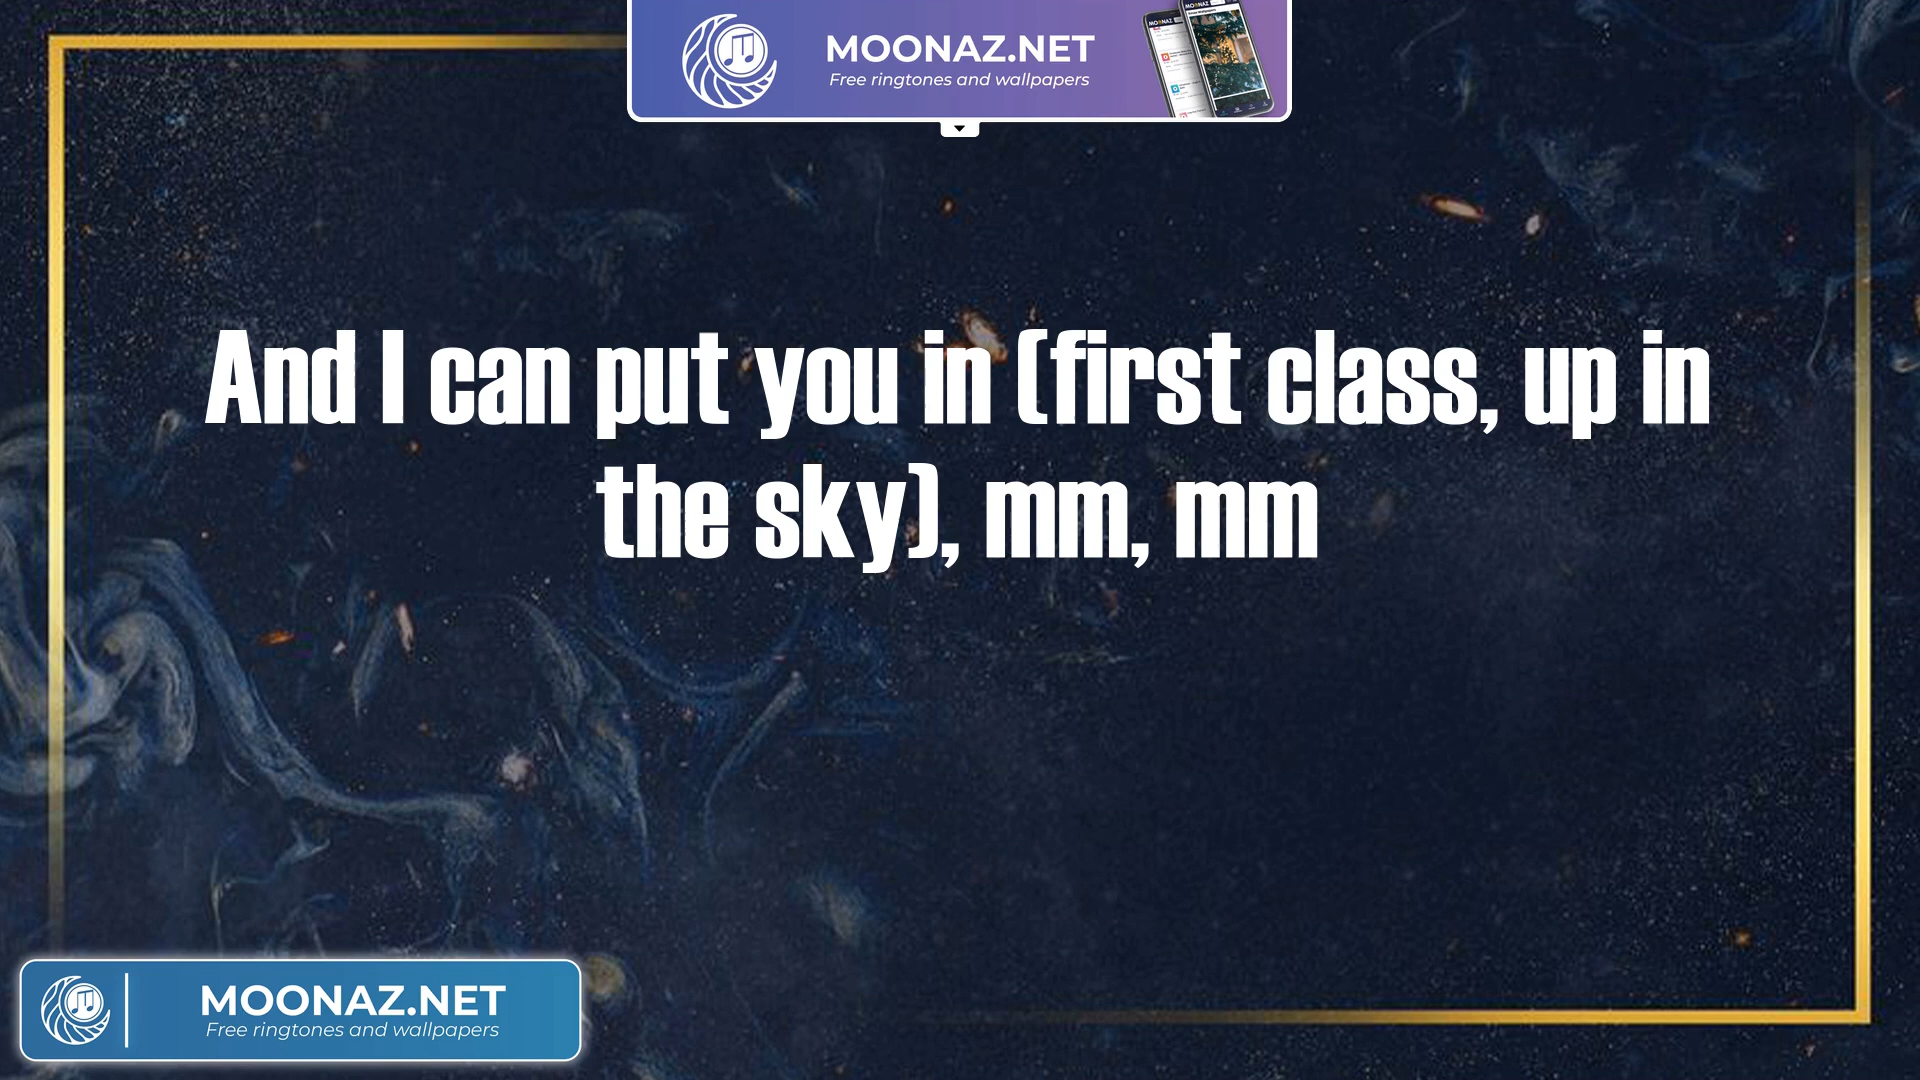 MOONAZ.NET
Free ringtones and wallpapers
And I can put you in (first class, up in
the sky), mm, mm
MOONAZ.NET
Free ringtones and wallpapers